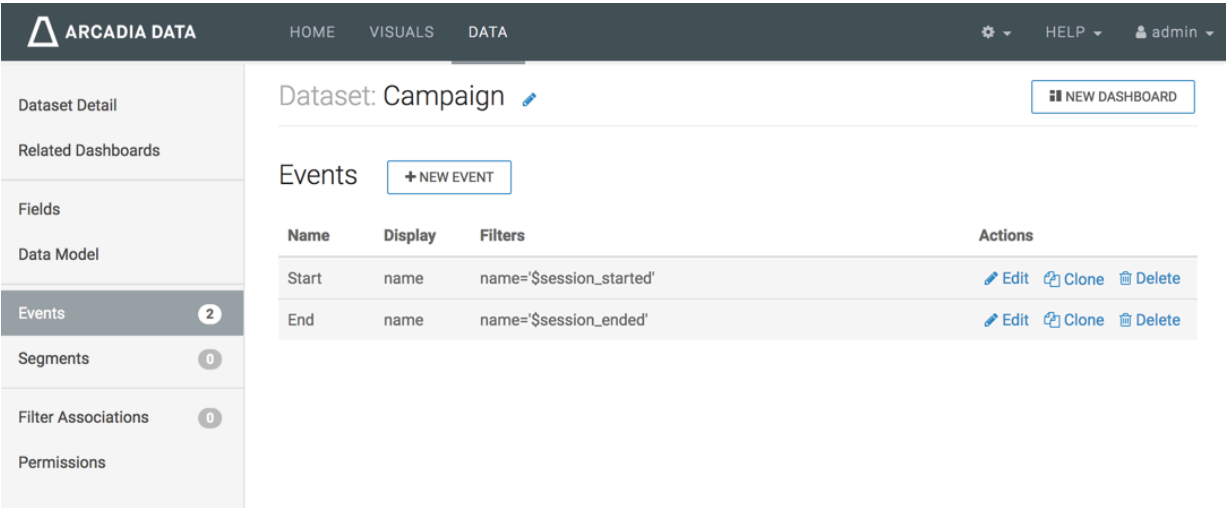 ARCADIA DATA HOME VISUALS DATA HELP admin
Dataset Detail
Related Dashboards
Fields
Data Model
Events 2
Segments 0
Filter Associations 0
Permissions
Dataset: Campaign NEW DASHBOARD
Events + NEW EVENT
Name Display Filters Actions
Start name name='$session_started' Edit Clone Delete
End name name='$session_ended' Edit Clone Delete